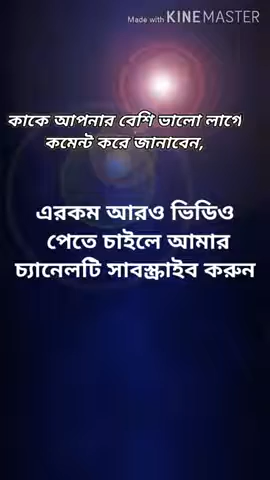 Made with KINEMASTER
কাকে আপনার বেশি ভালো লাগে
কমেন্ট করে জানাবেন,
এরকম আরও ভিডিও
পেতে চাইলে আমার
চ্যানেলটি সাবস্ক্রাইব করুন